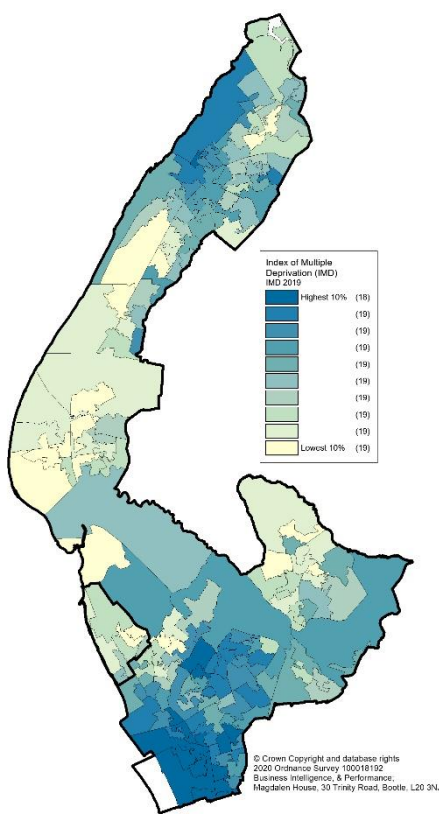 Index of Multiple
Deprivation (IMD)
IMD 2019
Highest 10% (18)
(19)
(19)
(19)
(19)
(19)
(19)
(19)
(19)
Lowest 10% (19)
© Crown Copyright and database rights
2020 Ordnance Survey 100018192
Business Intelligence, & Performance,
Magdalen House, 30 Trinity Road, Bootle, L20 3N.